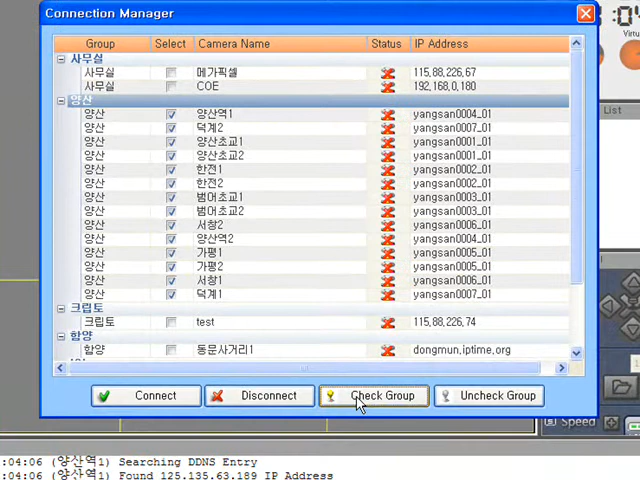 Connection Manager
Group Select Camera Name Status IP Address
사무실
사무실 메가픽셀 115,88,226,67
사무실 COE 192,168,0,180
양산
양산 양산역1 yangsan0004_01
양산 덕계2 yangsan0007_01
양산 양산초교1 yangsan0001_01
양산 양산초교2 yangsan0001_01
양산 한전1 yangsan0002_01
양산 한전2 yangsan0002_01
양산 범어초교1 yangsan0003_01
양산 범어초교2 yangsan0003_01
양산 서창2 yangsan0006_01
양산 양산역2 yangsan0004_01
양산 가평1 yangsan0005_01
양산 가평2 yangsan0005_01
양산 서창1 yangsan0006_01
양산 덕계1 yangsan0007_01
크립토
크립토 test 115,88,226,74
함양
함양 동문사거리1 dongmun,iptime,org
Connect Disconnect Check Group Uncheck Group
Virtu
List
Speed
:04:06 (양산역1) Searching DDNS Entry
:04:06 (양산역1) Found 125.135.63.189 IP Address